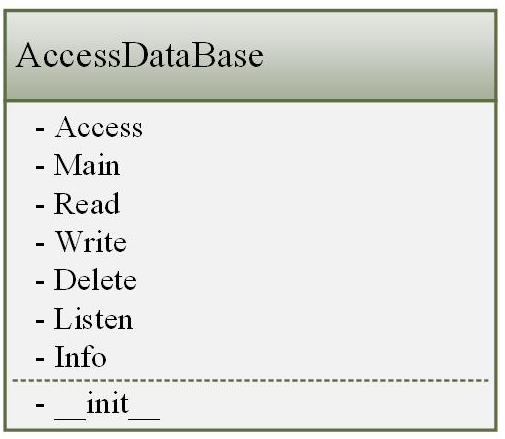 AccessDataBase
- Access
- Main
- Read
- Write
- Delete
- Listen
- Info
- __init__